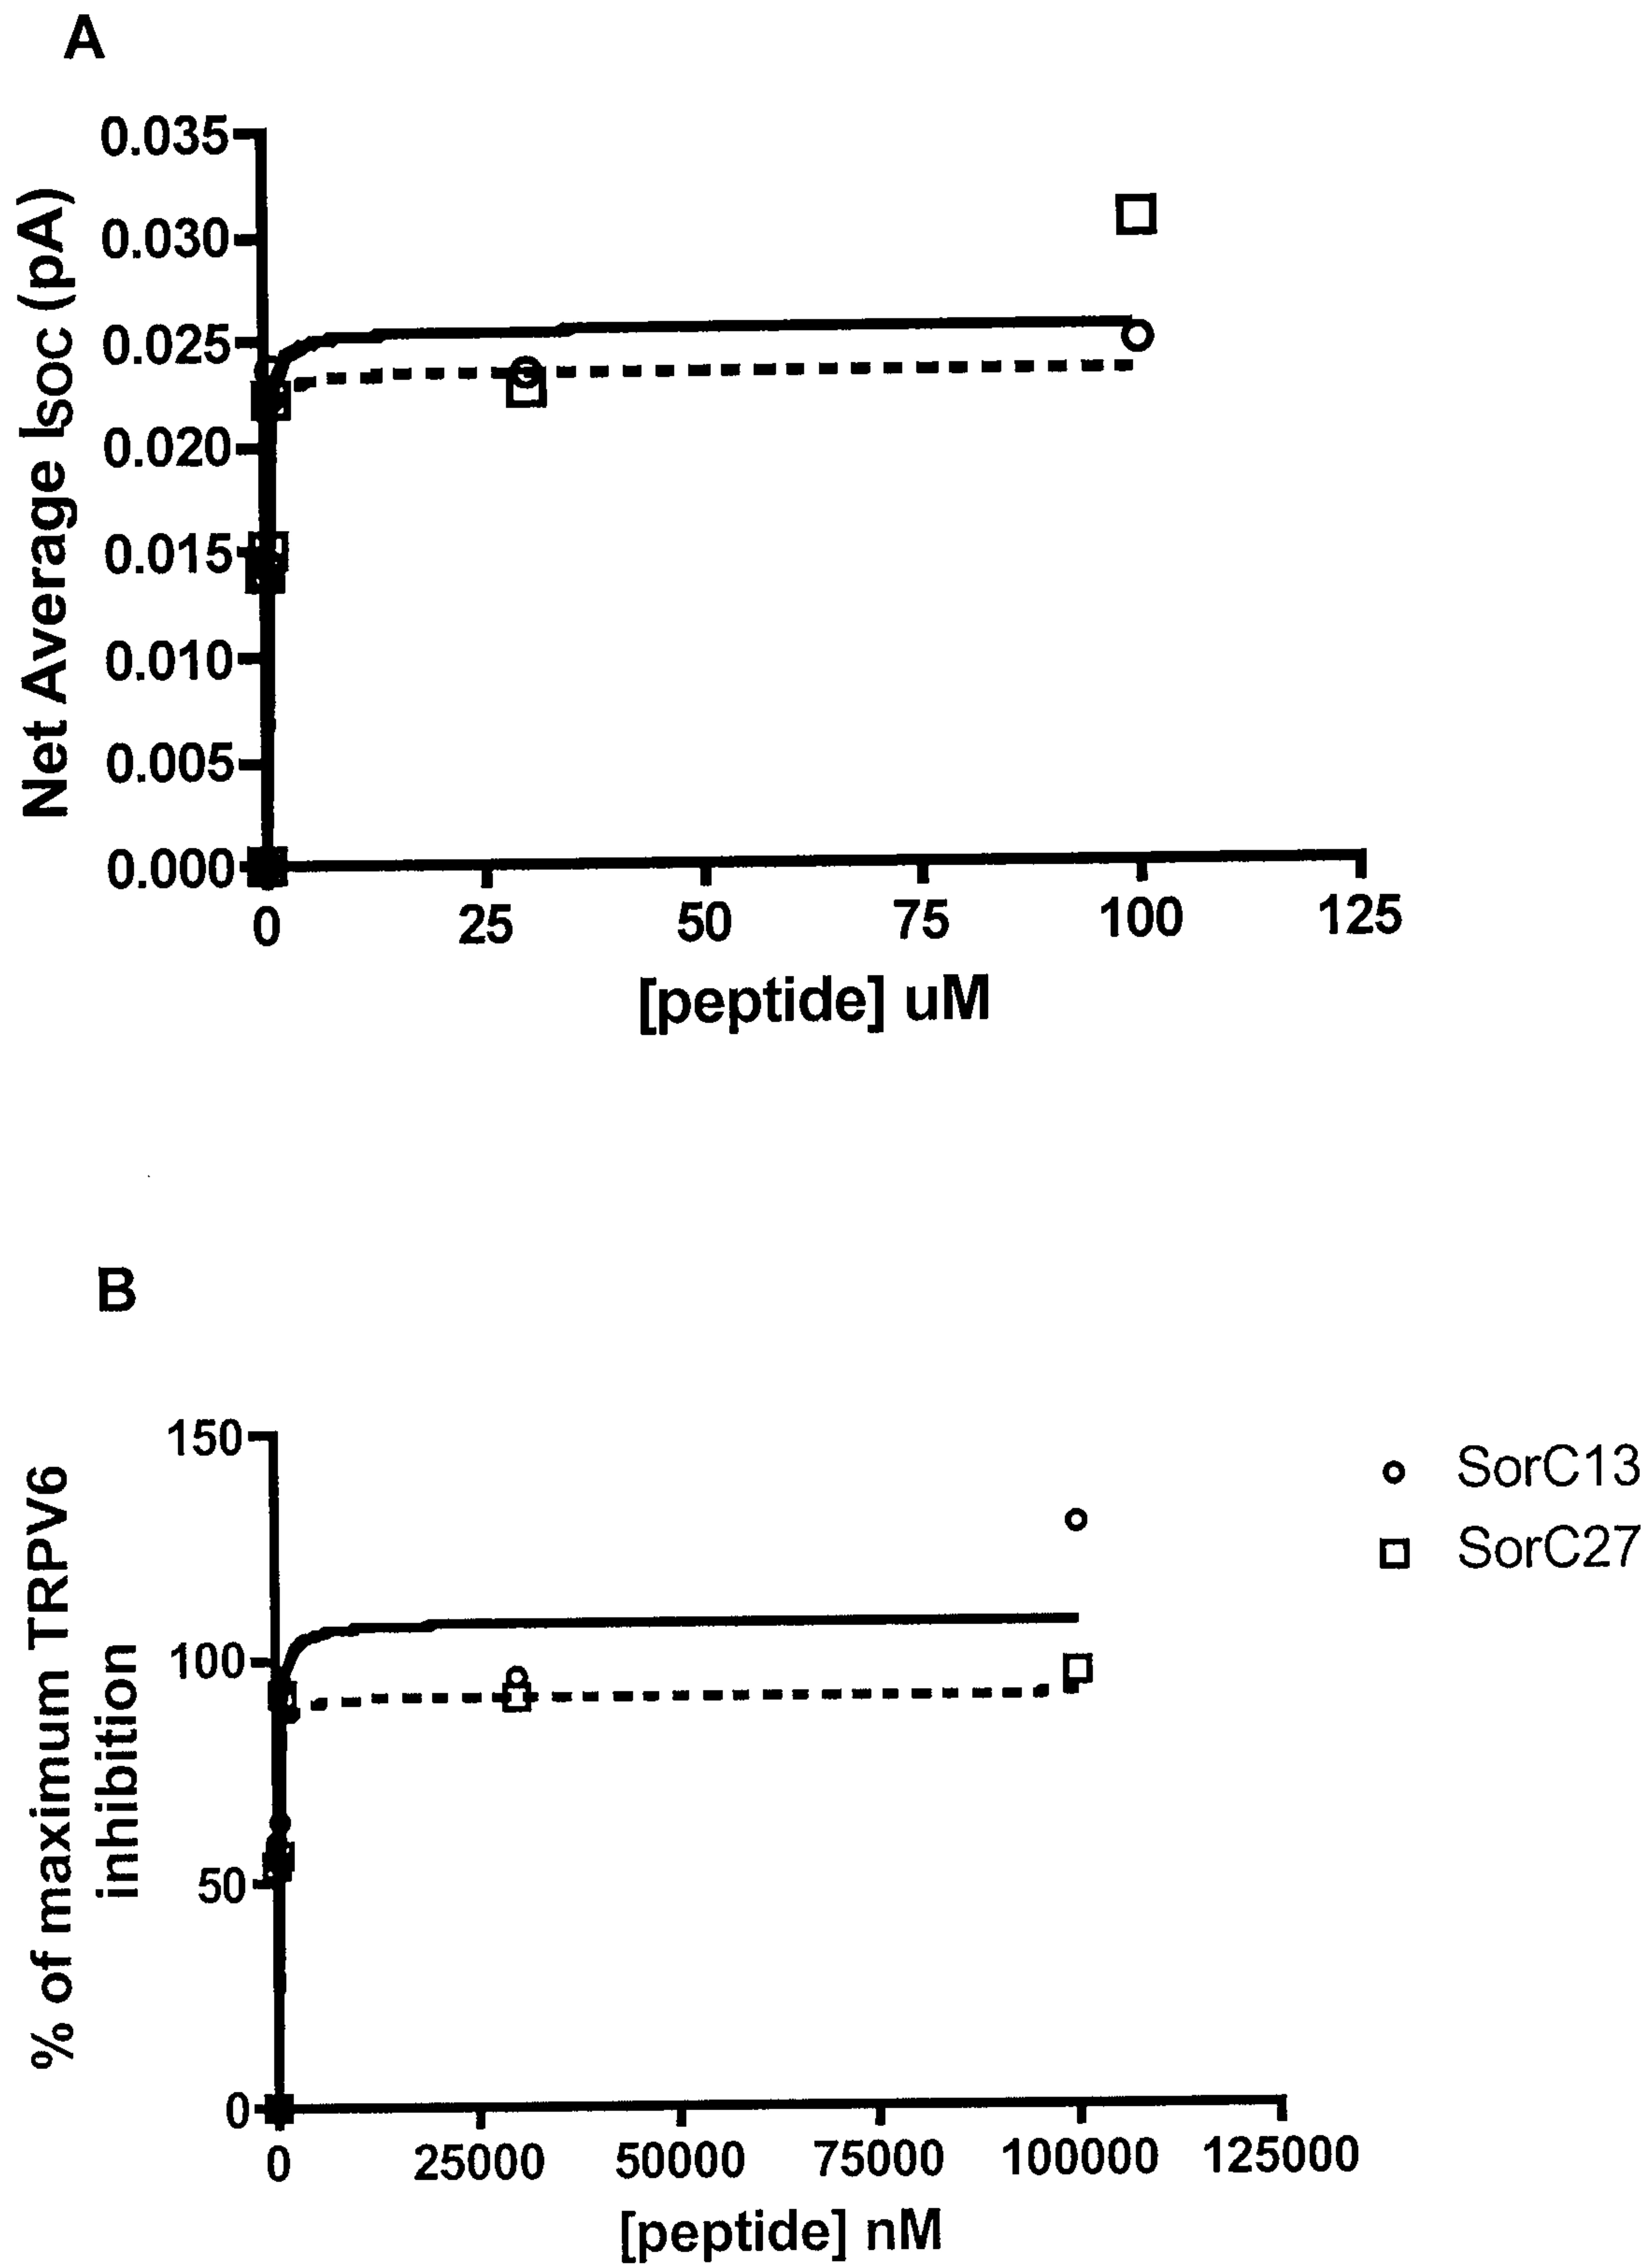 A
Net Average Isoc (pA)
0.035
0.030
0.025
0.020
0.015
0.010
0.005
0.000
0 25 50 75 100 125
[peptide] uM
B
% of maximum TRPV6
inhibition
150
100
50
0
0 25000 50000 75000 100000 125000
[peptide] nM
SorC13
SorC27